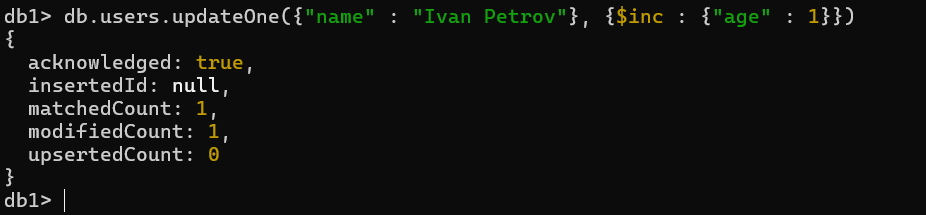 db1> db.users.updateOne({"name" : "Ivan Petrov"}, {$inc : {"age" : 1}})
{
  acknowledged: true,
  insertedId: null,
  matchedCount: 1,
  modifiedCount: 1,
  upsertedCount: 0
}
db1>